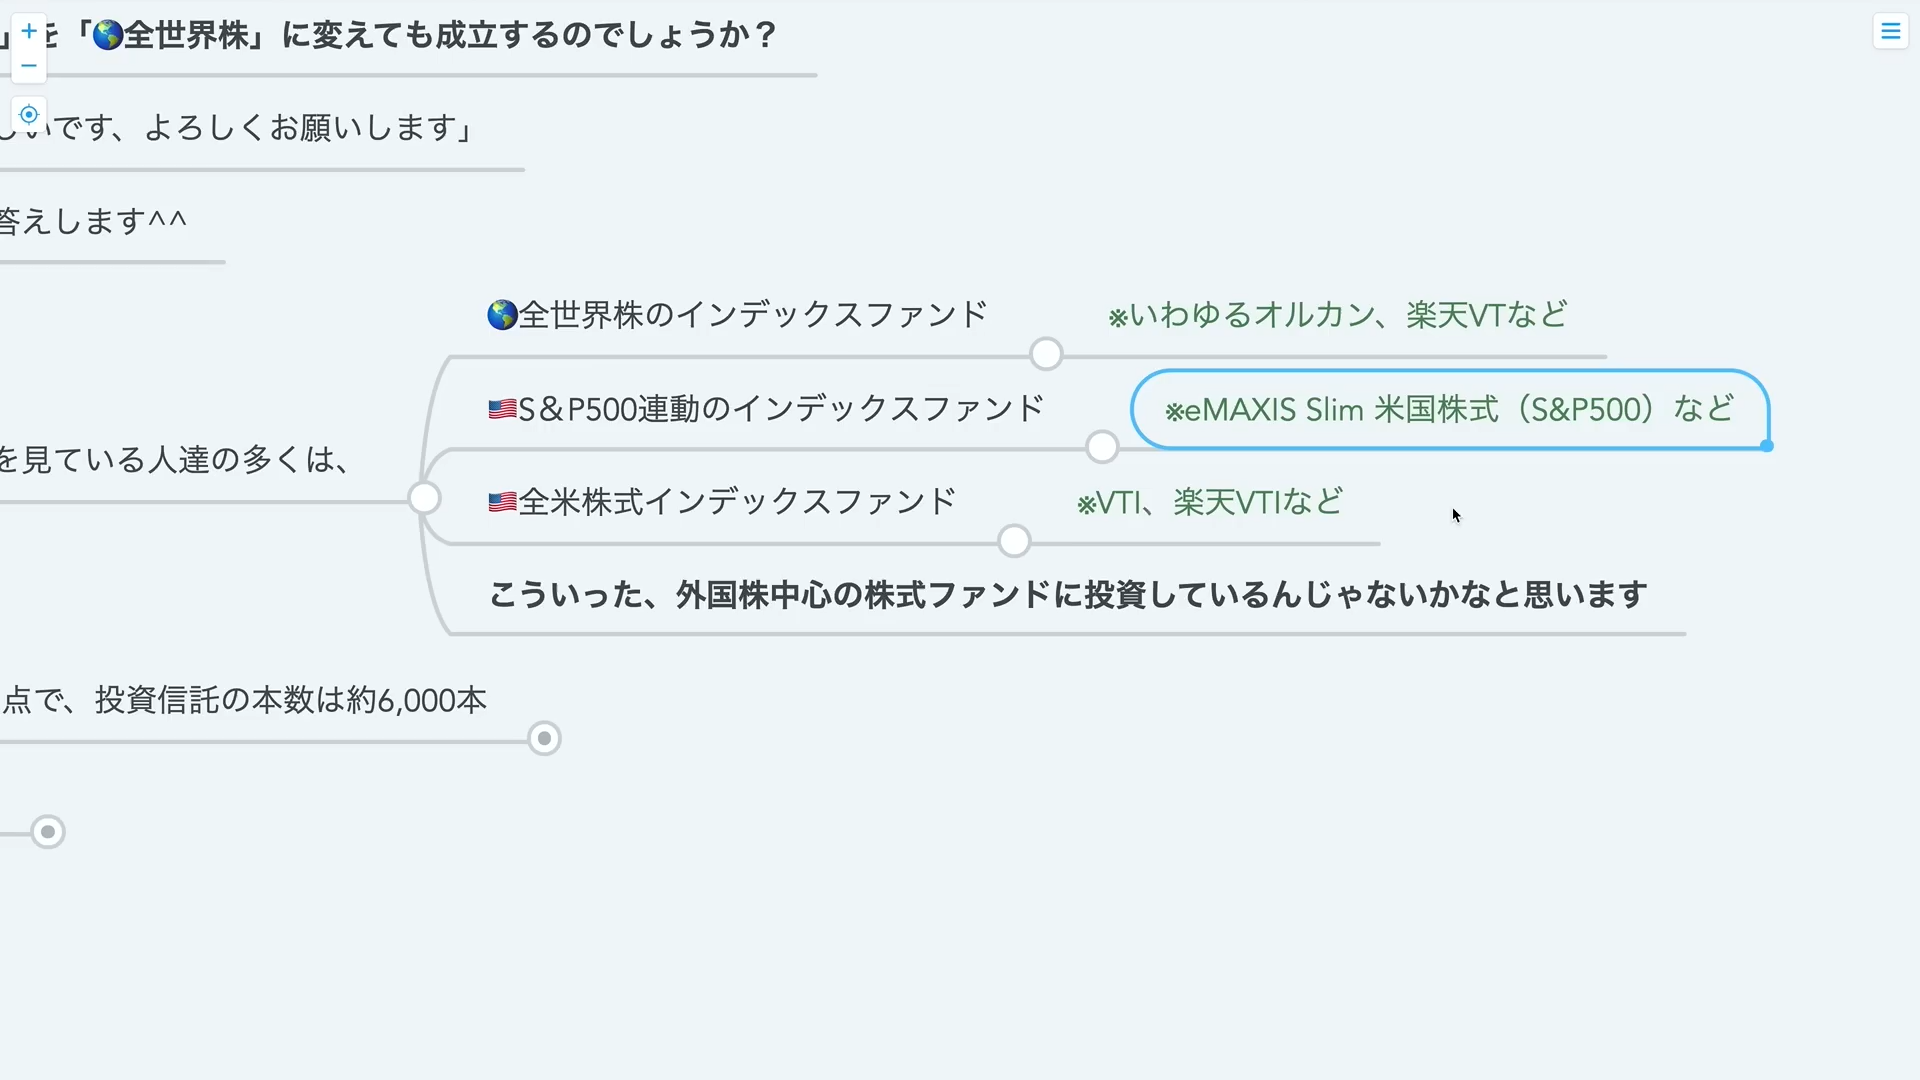 を「🌎全世界株」に変えても成立するのでしょうか？
しいです、よろしくお願いします」
答えします^^
🌎全世界株のインデックスファンド ※いわゆるオルカン、楽天VTなど
🇺🇸S＆P500連動のインデックスファンド ※eMAXIS Slim 米国株式（S&P500）など
を見ている人達の多くは、
🇺🇸全米株式インデックスファンド ※VTI、楽天VTIなど
こういった、外国株中心の株式ファンドに投資しているんじゃないかなと思います
点で、投資信託の本数は約6,000本